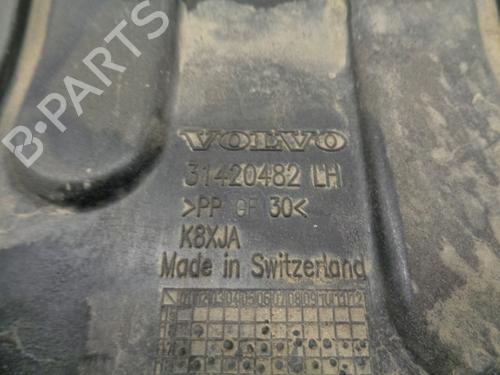 B-PARTS
VOLVO
31420482 LH
>PP GF 30<
K8XJA
Made in Switzerland